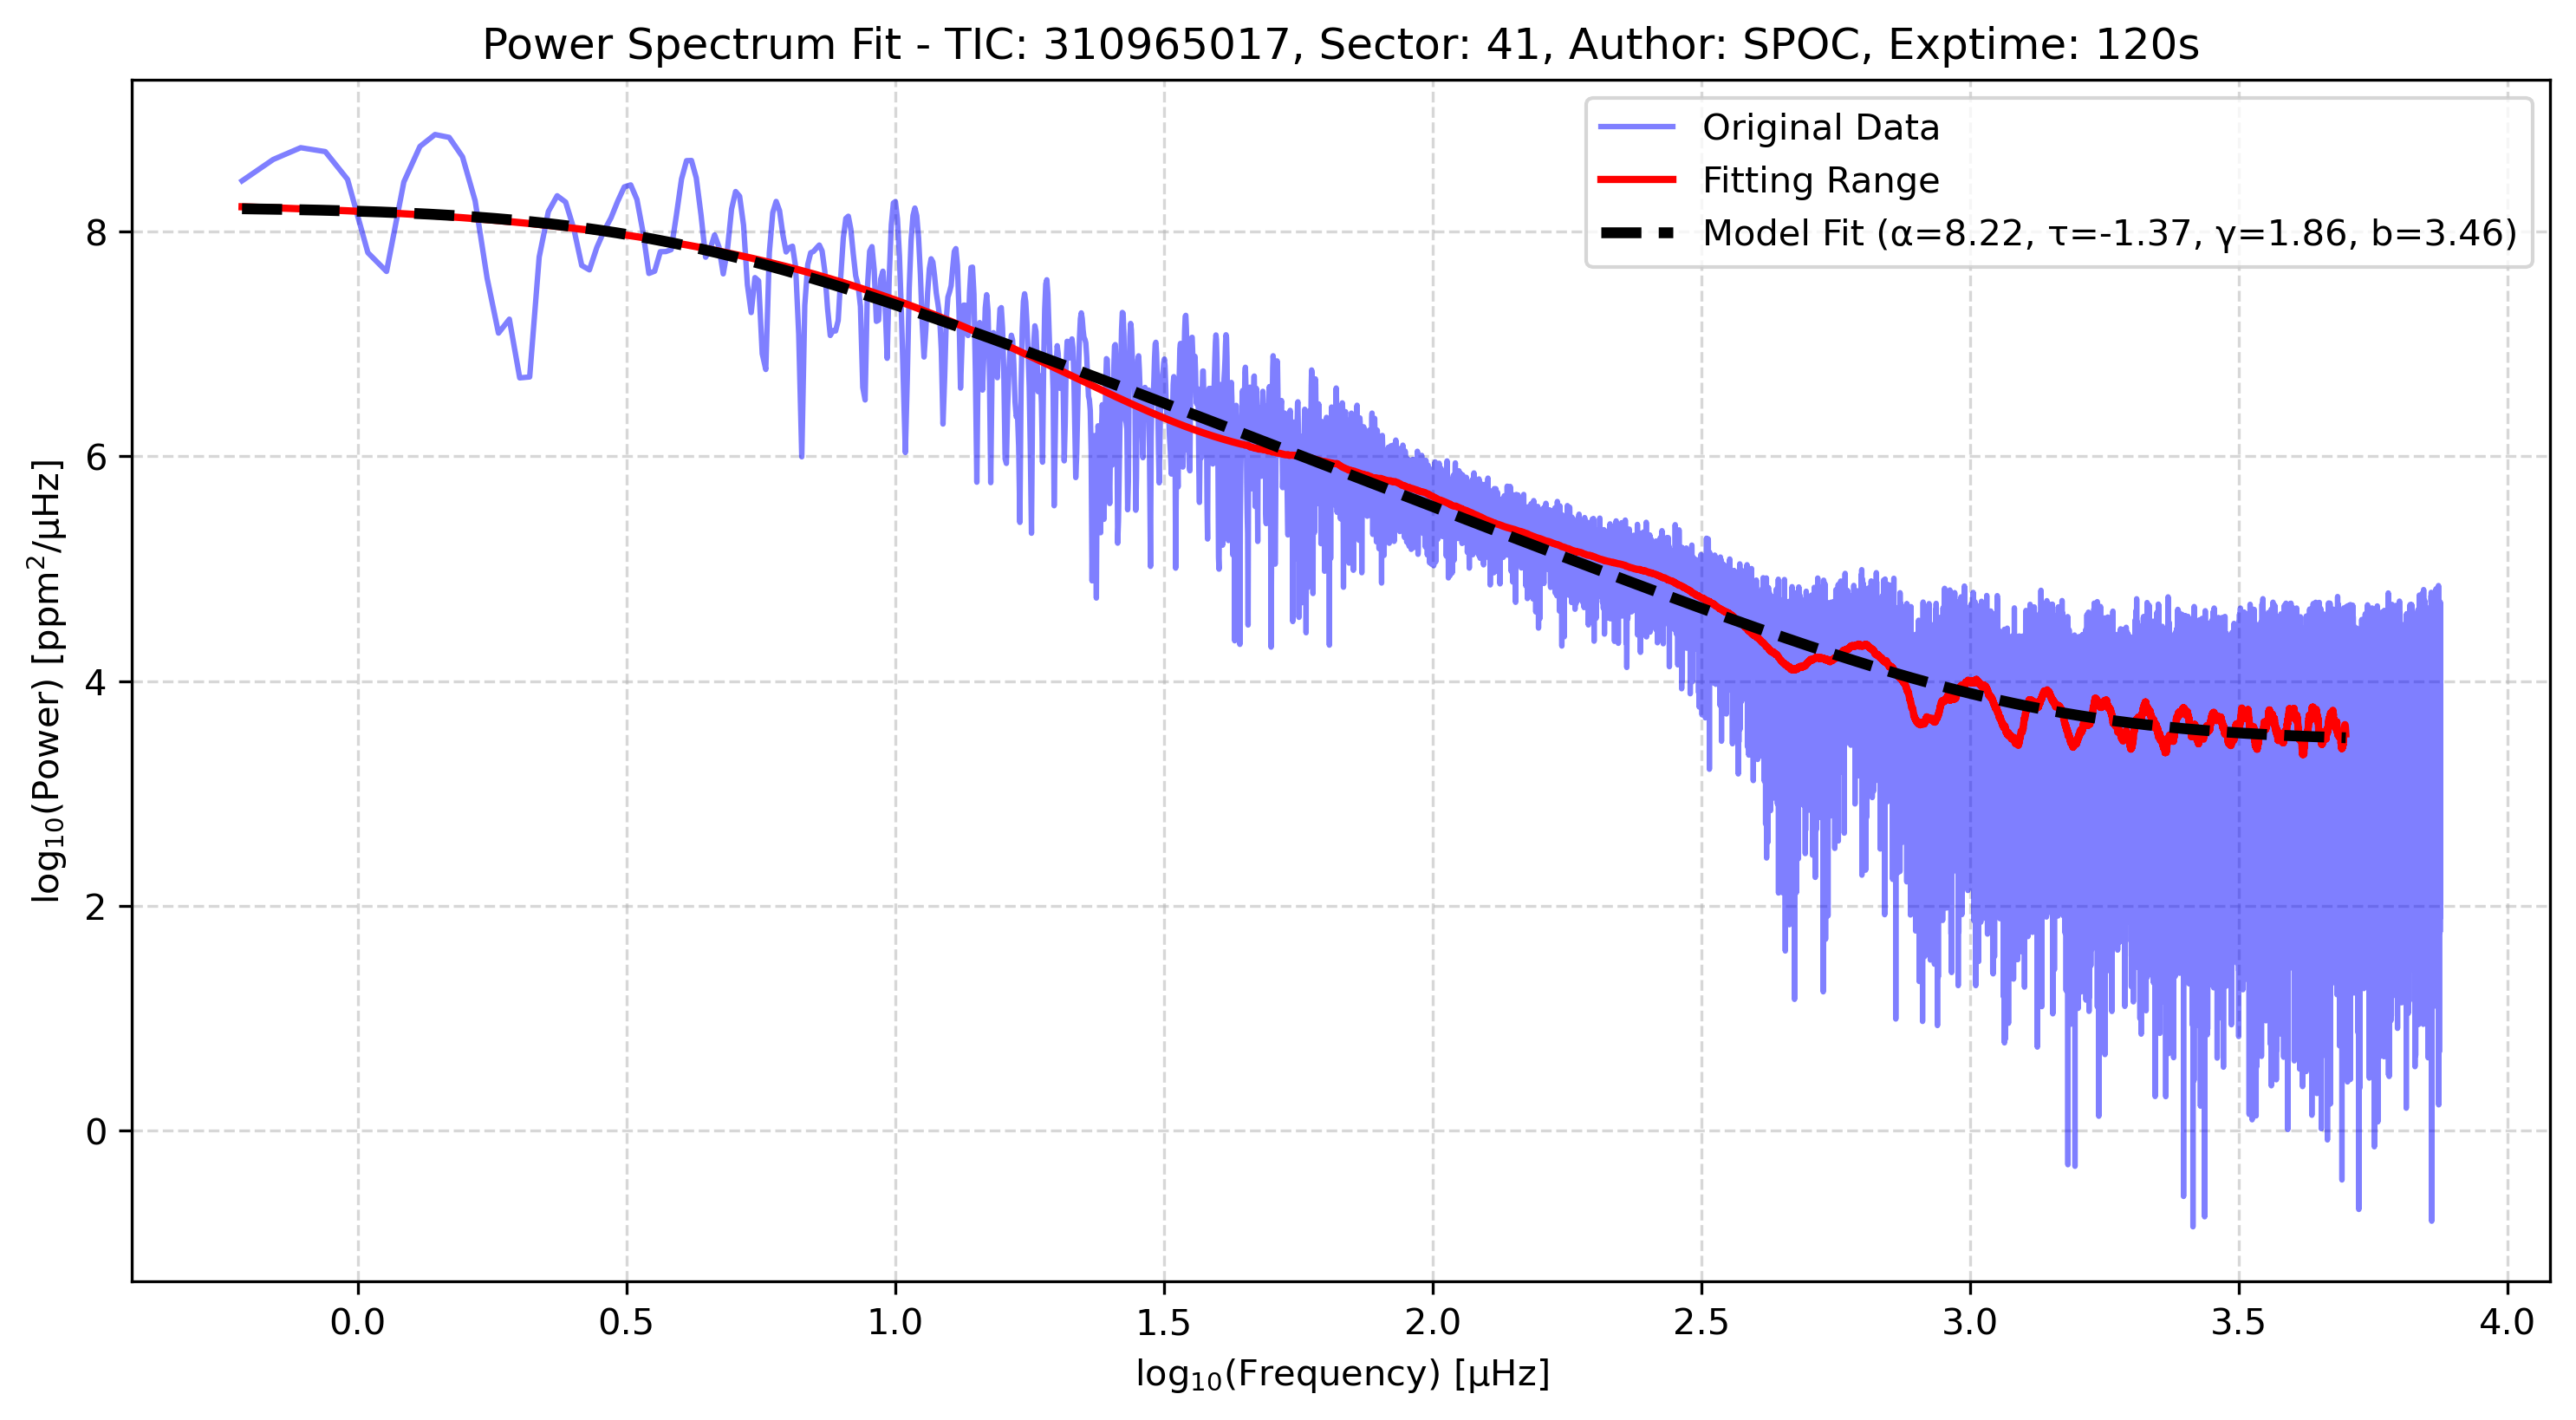 Power Spectrum Fit - TIC: 310965017, Sector: 41, Author: SPOC, Exptime: 120s
Original Data
Fitting Range
Model Fit (α=8.22, τ=-1.37, γ=1.86, b=3.46)
log₁₀(Power) [ppm²/μHz]
8
6
4
2
0
0.0 0.5 1.0 1.5 2.0 2.5 3.0 3.5 4.0
log₁₀(Frequency) [μHz]